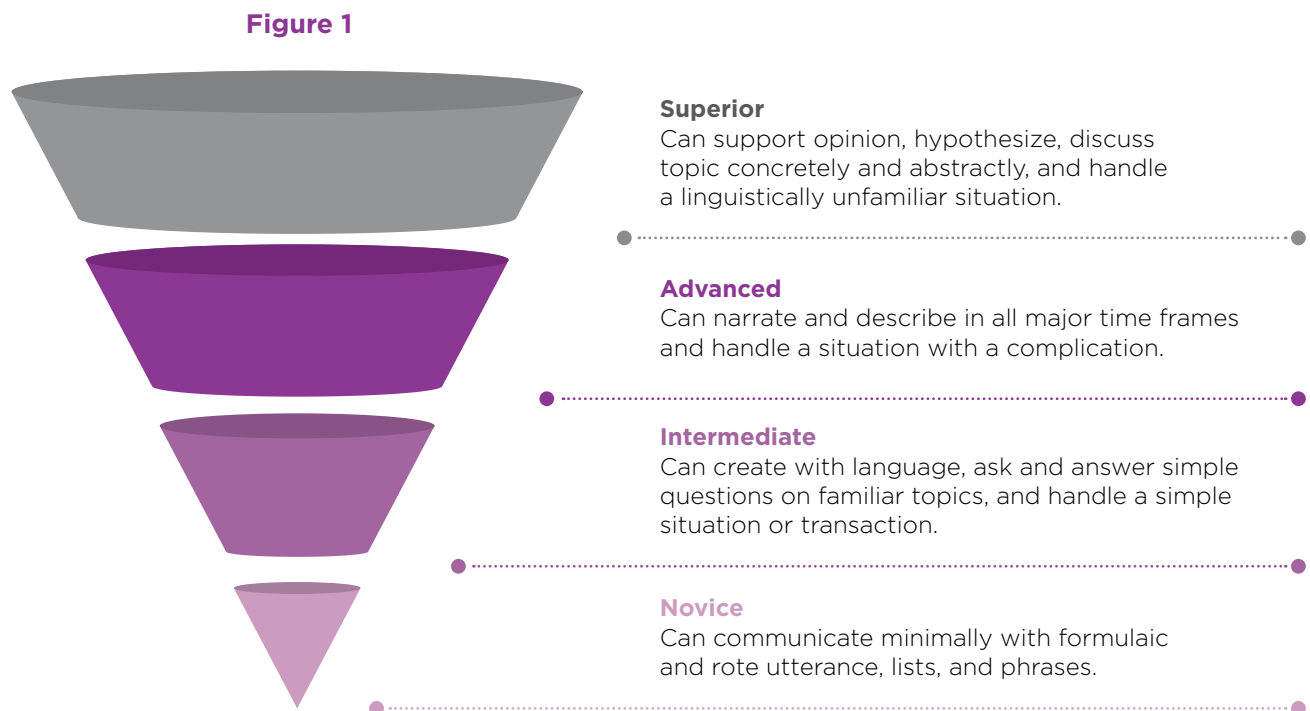 Figure 1
Superior
Can support opinion, hypothesize, discuss
topic concretely and abstractly, and handle
a linguistically unfamiliar situation.
Advanced
Can narrate and describe in all major time frames
and handle a situation with a complication.
Intermediate
Can create with language, ask and answer simple
questions on familiar topics, and handle a simple
situation or transaction.
Novice
Can communicate minimally with formulaic
and rote utterance, lists, and phrases.